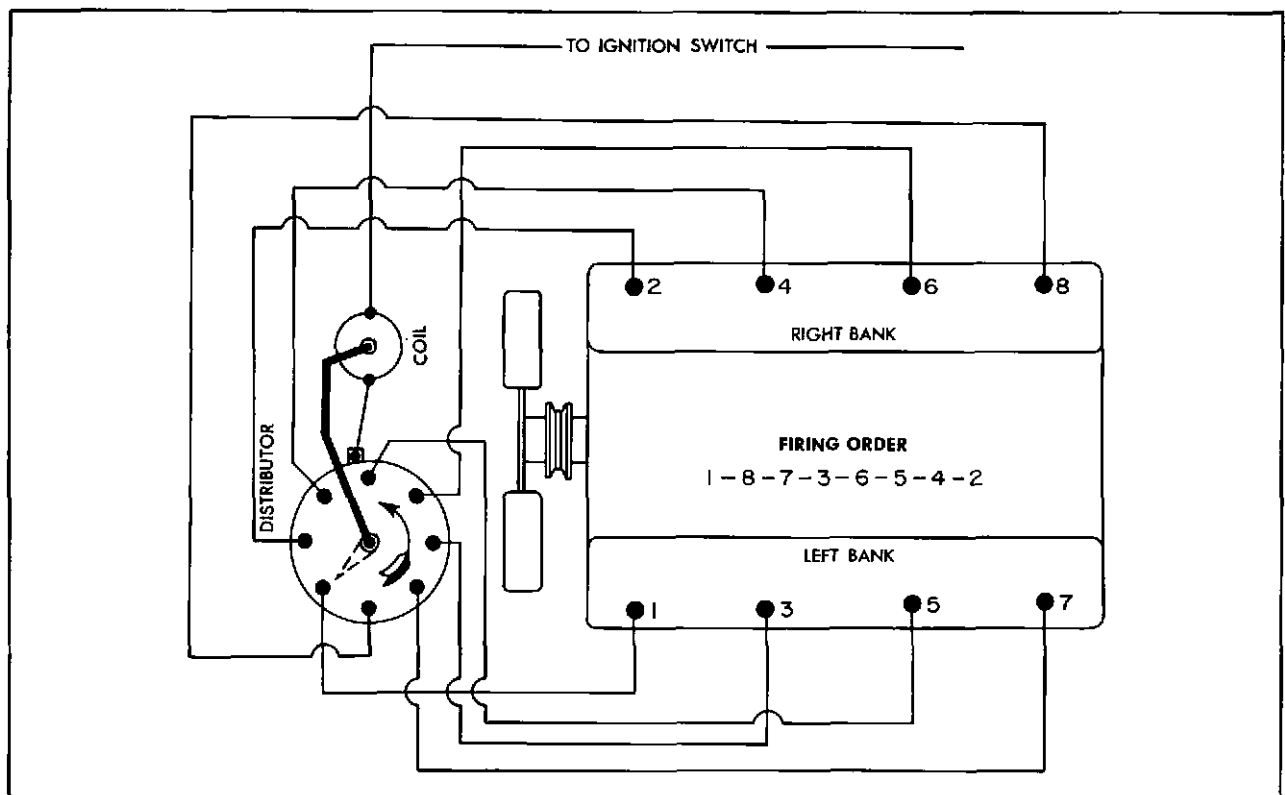 TO IGNITION SWITCH
2
4
6
8
RIGHT BANK
COIL
DISTRIBUTOR
FIRING ORDER
1-8-7-3-6-5-4-2
LEFT BANK
1
3
5
7